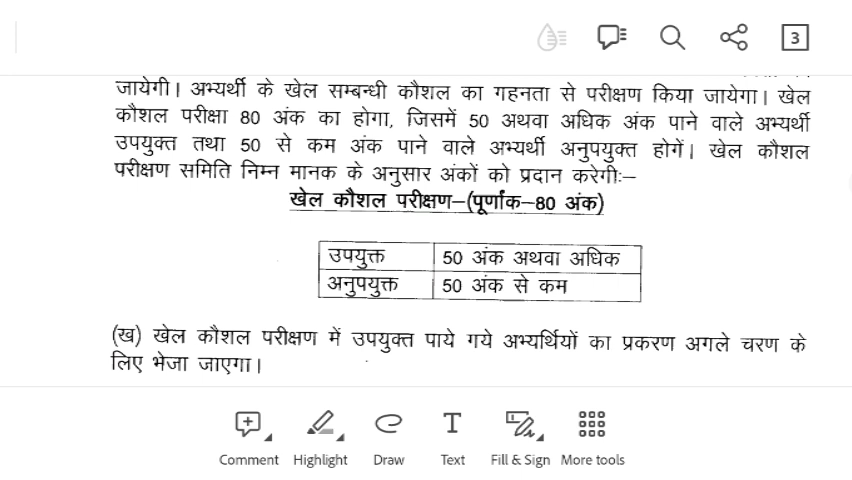 3
जायेगी। अभ्यर्थी के खेल सम्बन्धी कौशल का गहनता से परीक्षण किया जायेगा। खेल
कौशल परीक्षा 80 अंक का होगा, जिसमें 50 अथवा अधिक अंक पाने वाले अभ्यर्थी
उपयुक्त तथा 50 से कम अंक पाने वाले अभ्यर्थी अनुपयुक्त होगें। खेल कौशल
परीक्षण समिति निम्न मानक के अनुसार अंकों को प्रदान करेगीः–
खेल कौशल परीक्षण–(पूर्णांक–80 अंक)
उपयुक्त 50 अंक अथवा अधिक
अनुपयुक्त 50 अंक से कम
(ख) खेल कौशल परीक्षण में उपयुक्त पाये गये अभ्यर्थियों का प्रकरण अगले चरण के
लिए भेजा जाएगा।
Comment Highlight Draw Text Fill & Sign More tools